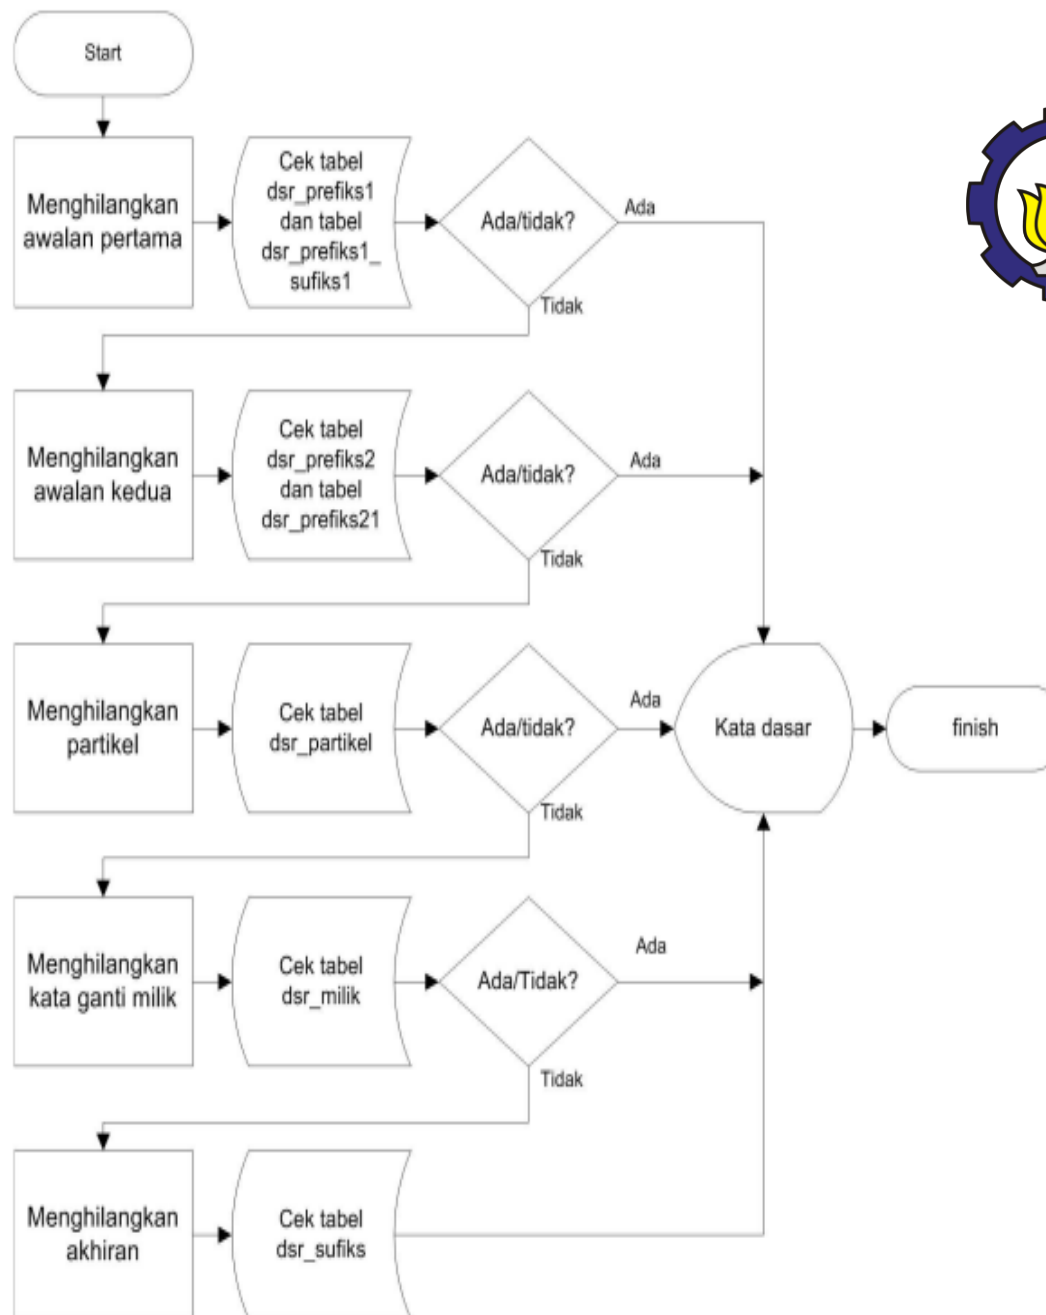 Start
Menghilangkan
awalan pertama
Cek tabel
dsr_prefiks1
dan tabel
dsr_prefiks1_
sufiks1
Ada/tidak?
Ada
Tidak
Menghilangkan
awalan kedua
Cek tabel
dsr_prefiks2
dan tabel
dsr_prefiks21
Ada/tidak?
Ada
Tidak
Menghilangkan
partikel
Cek tabel
dsr_partikel
Ada/tidak?
Ada
Kata dasar
finish
Tidak
Menghilangkan
kata ganti milik
Cek tabel
dsr_milik
Ada/Tidak?
Ada
Tidak
Menghilangkan
akhiran
Cek tabel
dsr_sufiks